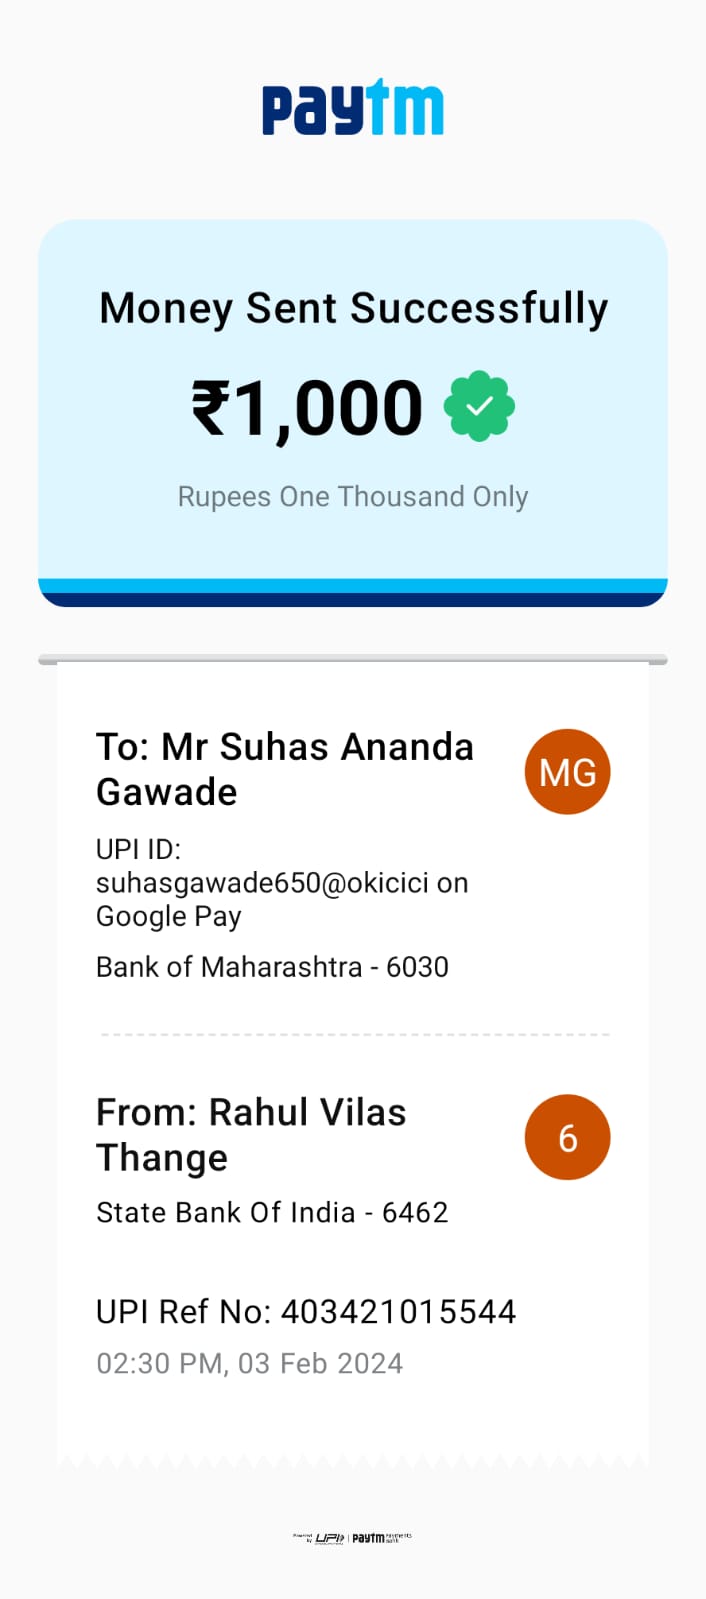 paytm
Money Sent Successfully
₹1,000
Rupees One Thousand Only
To: Mr Suhas Ananda
Gawade
MG
UPI ID:
suhasgawade650@okicici on
Google Pay
Bank of Maharashtra - 6030
From: Rahul Vilas
Thange
6
State Bank Of India - 6462
UPI Ref No: 403421015544
02:30 PM, 03 Feb 2024
Powered by UPI | paytm payments bank